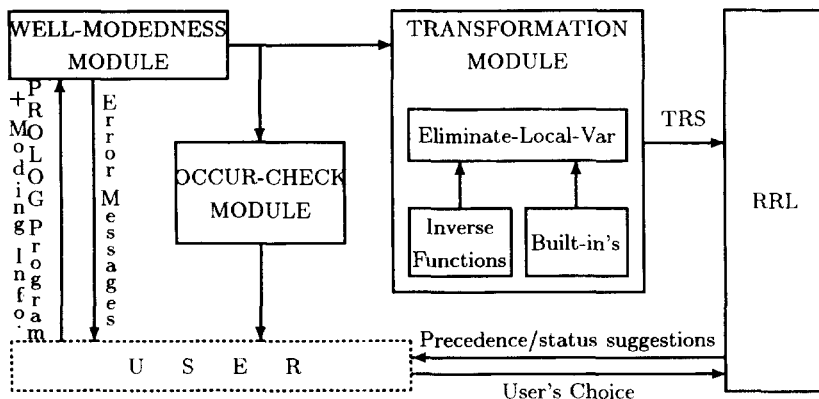 WELL-MODEDNESS
MODULE
TRANSFORMATION
MODULE
Eliminate-Local-Var
Inverse
Functions
Built-in's
TRS
RRL
OCCUR-CHECK
MODULE
PROLOG Program
+ Moding Info.
Error Messages
Precedence/status suggestions
USER
User's Choice